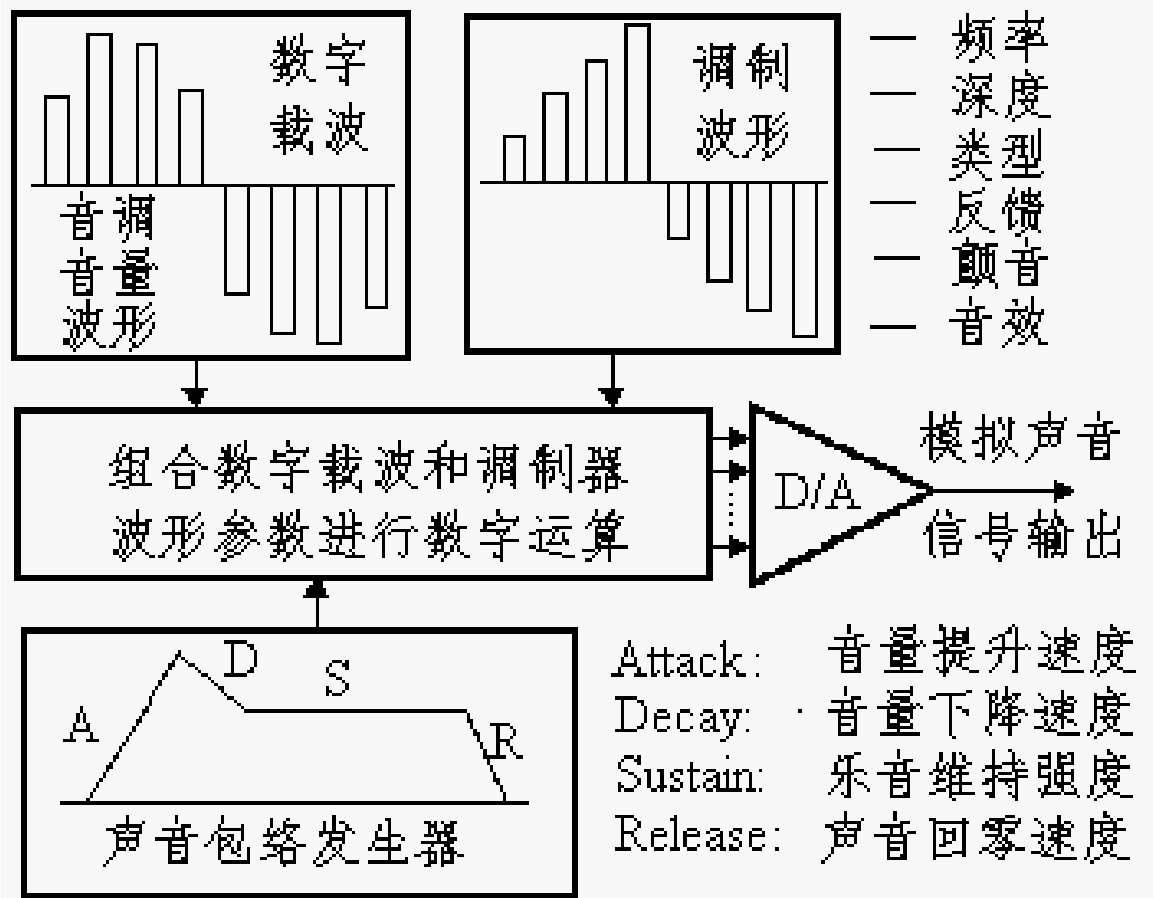 数字
载波
音调
音量
波形
调制
波形
— 频率
— 深度
— 类型
— 反馈
— 颤音
— 音效
组合数字载波和调制器
波形参数进行数字运算
D/A
模拟声音
信号输出
A
D
S
R
声音包络发生器
Attack: 音量提升速度
Decay: 音量下降速度
Sustain: 乐音维持强度
Release: 声音回零速度